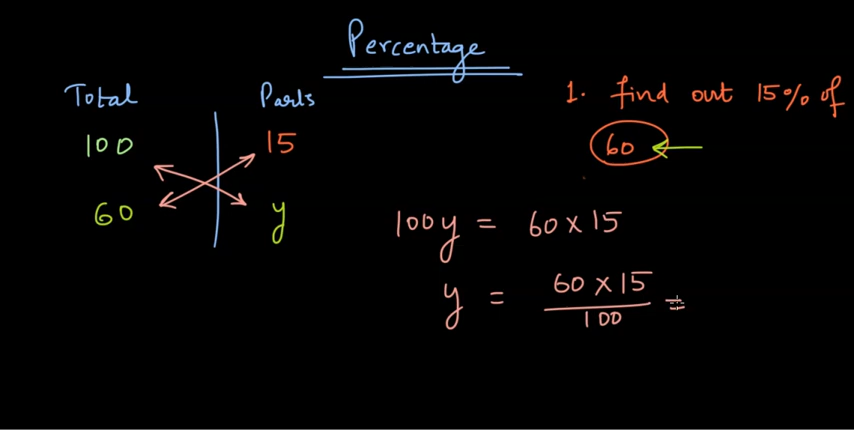 Percentage
Total Parts
100 15
60 y
1. find out 15% of
60
100y = 60 x 15
y = 60 x 15 / 100 =